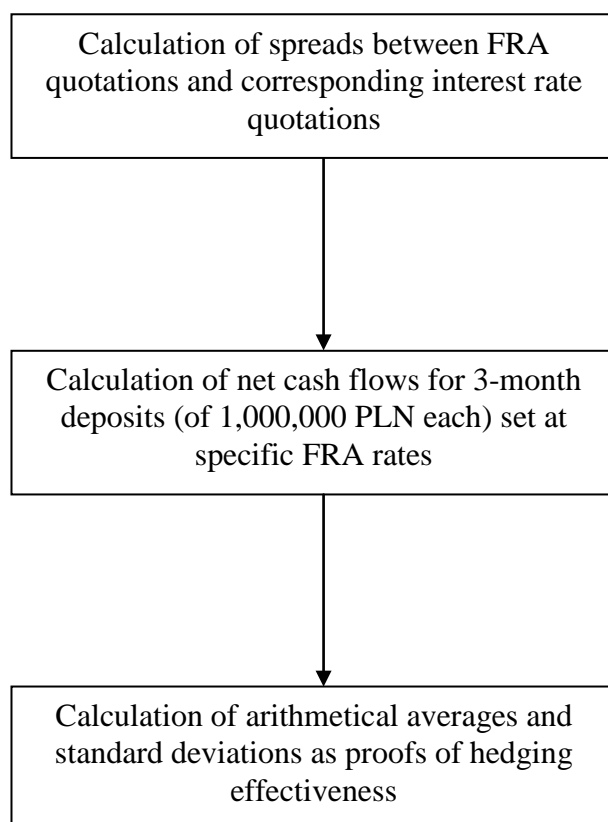 Calculation of spreads between FRA
quotations and corresponding interest rate
quotations
Calculation of net cash flows for 3-month
deposits (of 1,000,000 PLN each) set at
specific FRA rates
Calculation of arithmetical averages and
standard deviations as proofs of hedging
effectiveness